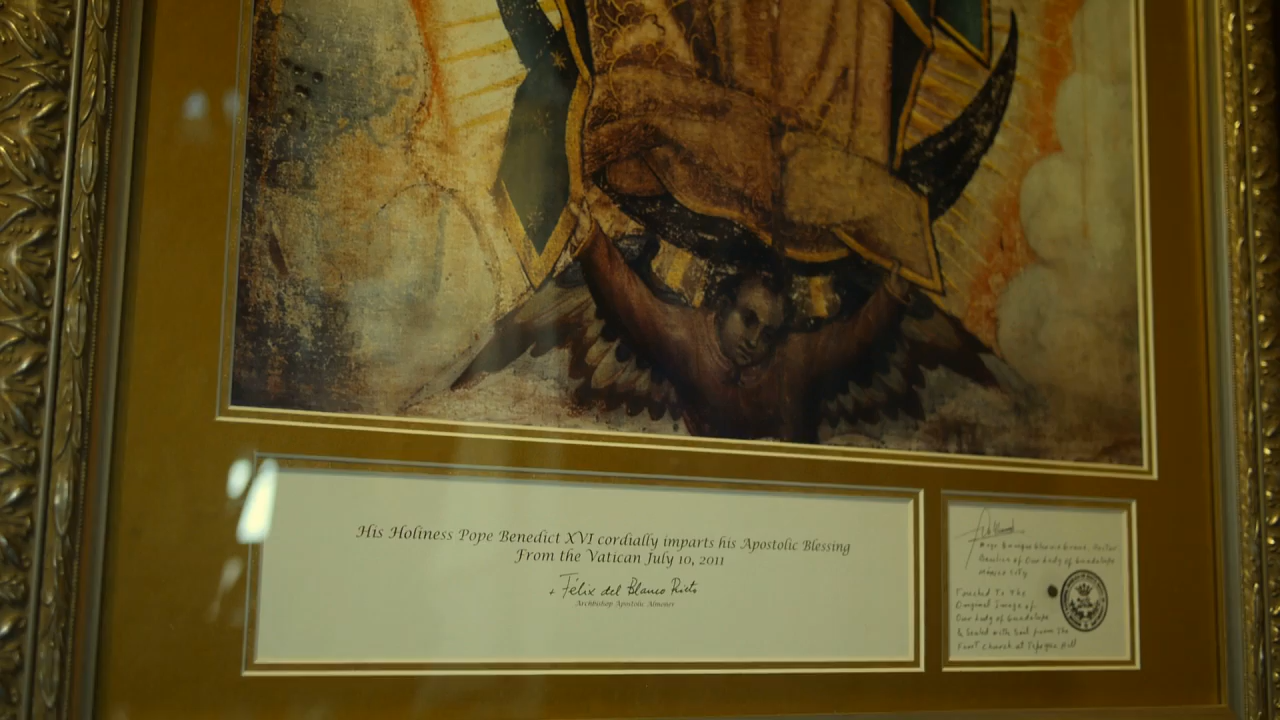 His Holiness Pope Benedict XVI cordially imparts his Apostolic Blessing
From the Vatican July 10, 2011
+ Félix del Blanco Prieto
Archbishop Apostolic Almoner
Basilica of Our Lady of Guadalupe
México City
Touched To The
Original Image of
Our Lady of Guadalupe
& Sealed with Seal from The
First Church at Tepeyac Hill